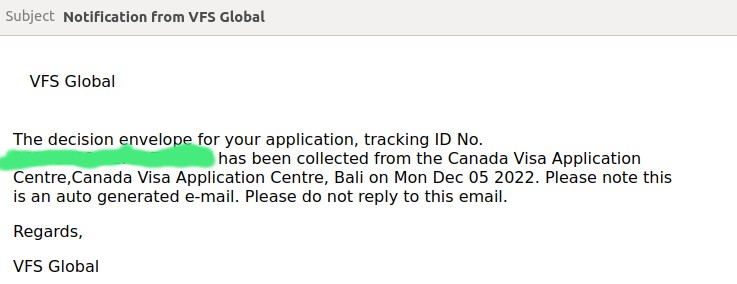 Subject Notification from VFS Global
VFS Global
The decision envelope for your application, tracking ID No.
has been collected from the Canada Visa Application
Centre,Canada Visa Application Centre, Bali on Mon Dec 05 2022. Please note this
is an auto generated e-mail. Please do not reply to this email.
Regards,
VFS Global